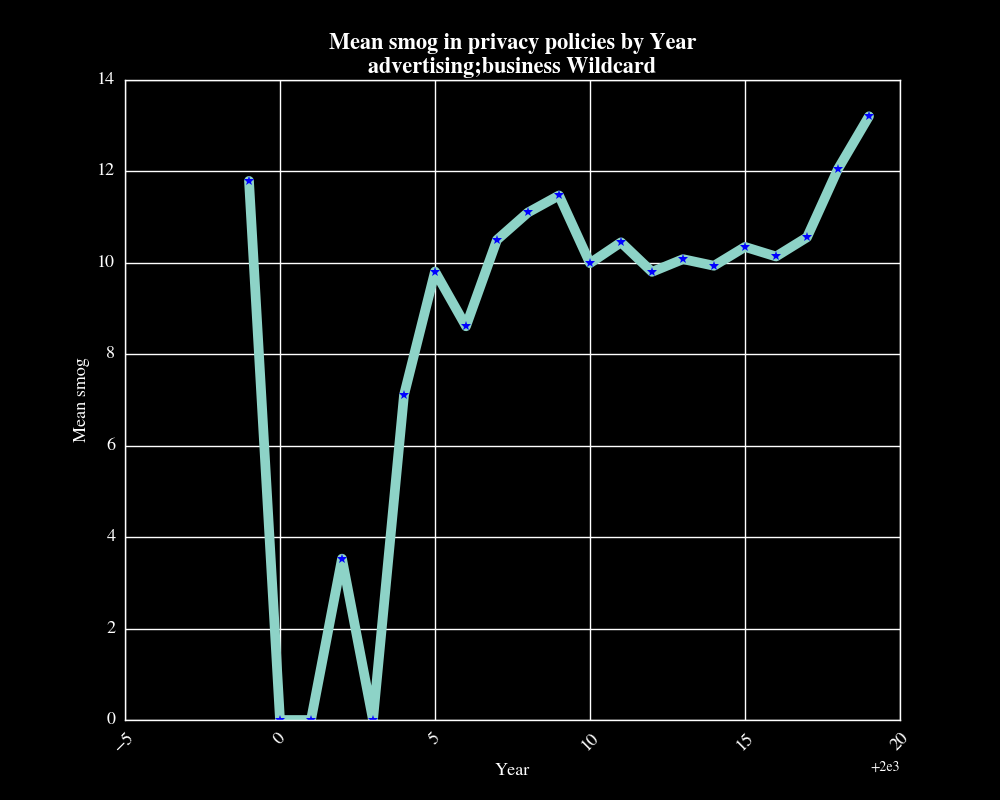 Mean smog in privacy policies by Year
advertising;business Wildcard
14
12
10
8
6
4
2
0
Mean smog
−5
0
5
10
15
20
Year
+2e3